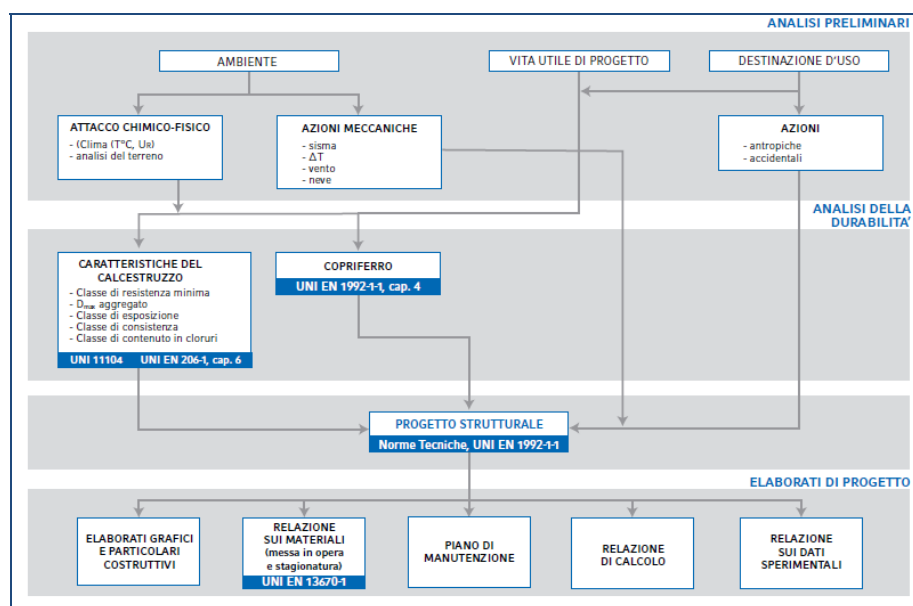 ANALISI PRELIMINARI
AMBIENTE
VITA UTILE DI PROGETTO
DESTINAZIONE D'USO
ATTACCO CHIMICO-FISICO
- (Clima (T°C, UR)
- analisi del terreno
AZIONI MECCANICHE
- sisma
- ΔT
- vento
- neve
AZIONI
- antropiche
- accidentali
ANALISI DELLA
DURABILITA'
CARATTERISTICHE DEL
CALCESTRUZZO
- Classe di resistenza minima
- Dmax aggregato
- Classe di esposizione
- Classe di consistenza
- Classe di contenuto in cloruri
UNI 11104 UNI EN 206-1, cap. 6
COPRIFERRO
UNI EN 1992-1-1, cap. 4
PROGETTO STRUTTURALE
Norme Tecniche, UNI EN 1992-1-1
ELABORATI DI PROGETTO
ELABORATI GRAFICI
E PARTICOLARI
COSTRUTTIVI
RELAZIONE
SUI MATERIALI
(messa in opera
e stagionatura)
UNI EN 13670-1
PIANO DI
MANUTENZIONE
RELAZIONE
DI CALCOLO
RELAZIONE
SUI DATI
SPERIMENTALI